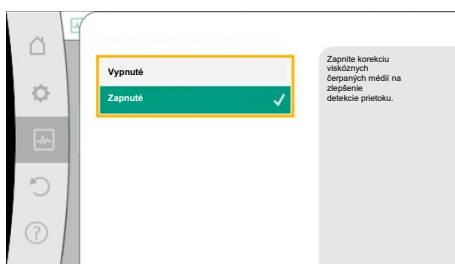 Vypnuté
Zapnuté
Zapnite korekciu
viskóznych
čerpaných médií na
zlepšenie
detekcie prietoku.